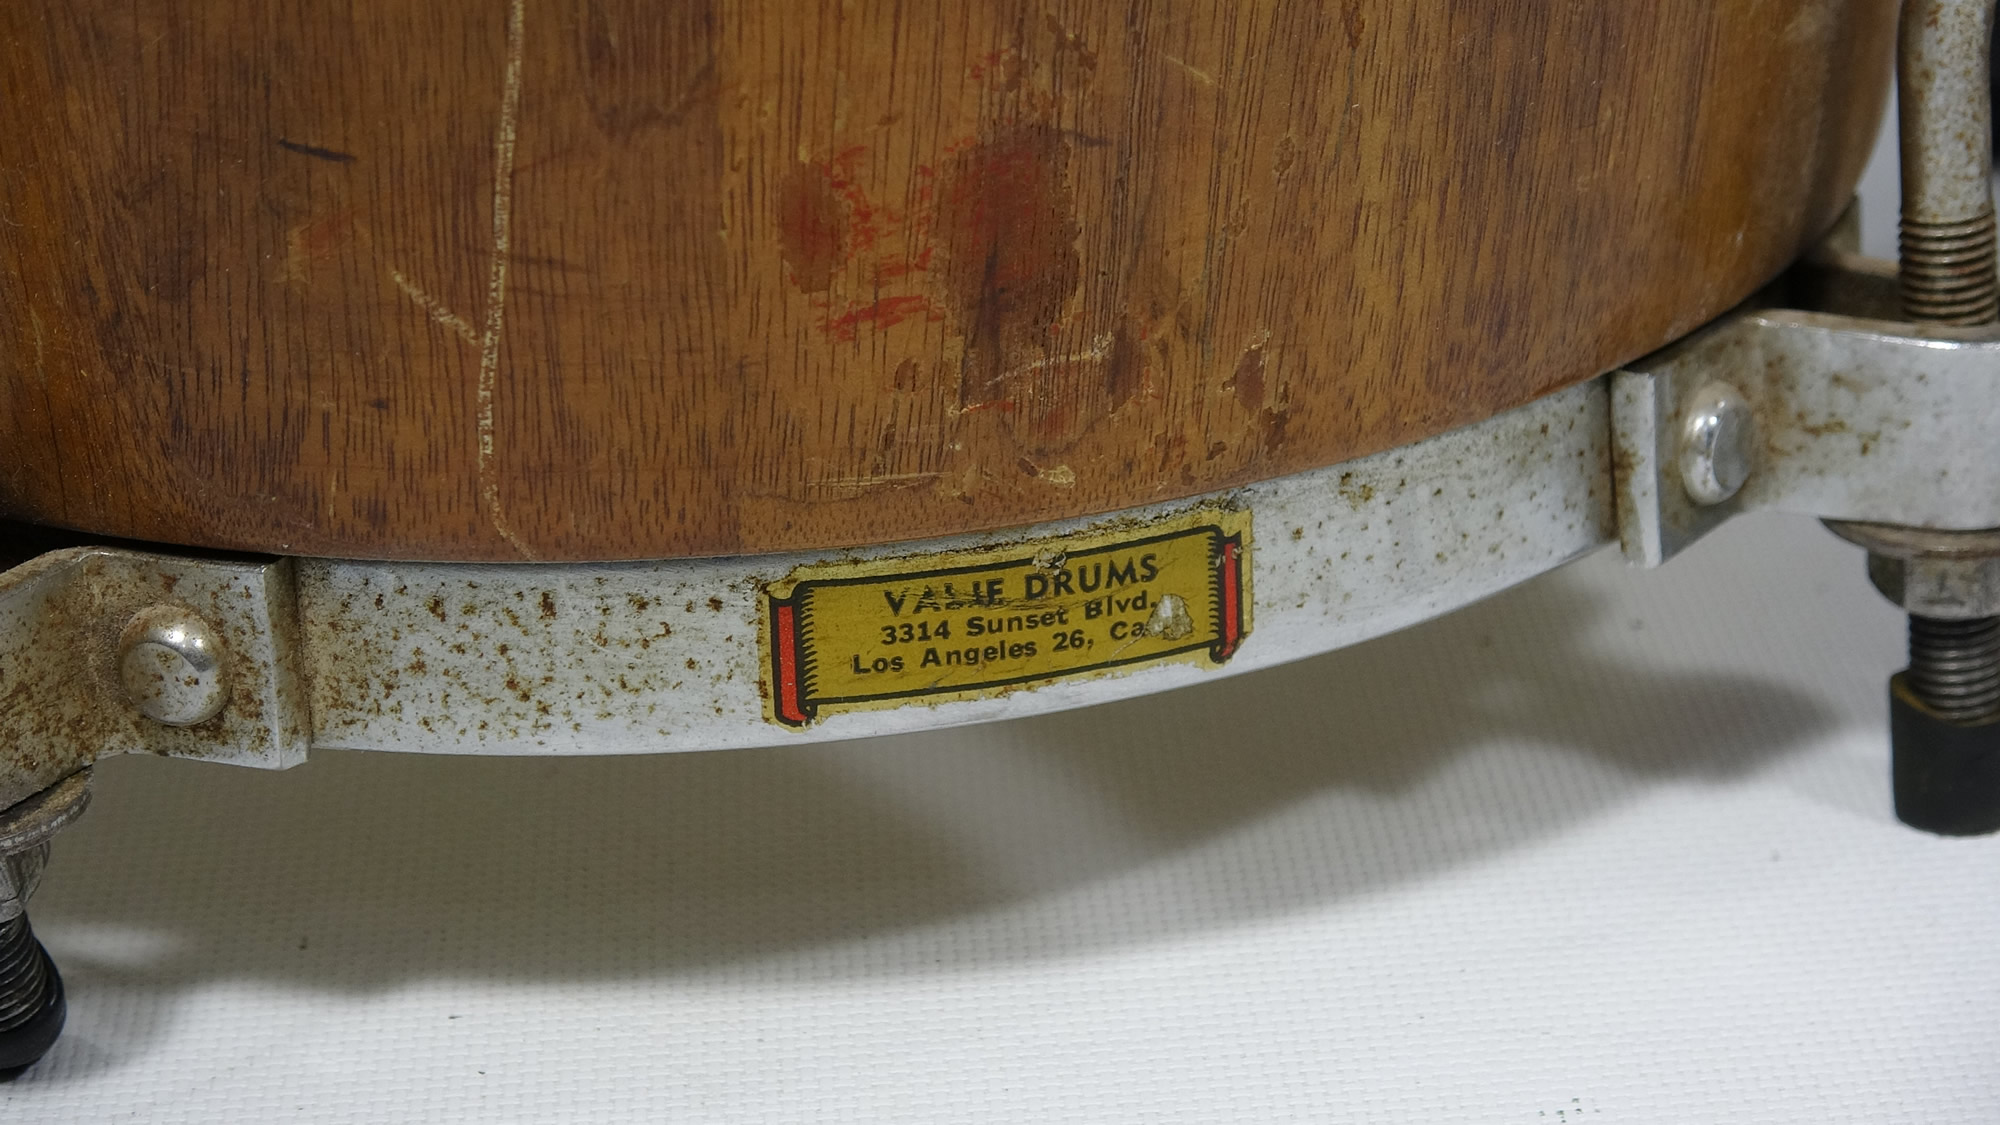 VALJE DRUMS
3314 Sunset Blvd.
Los Angeles 26, Ca